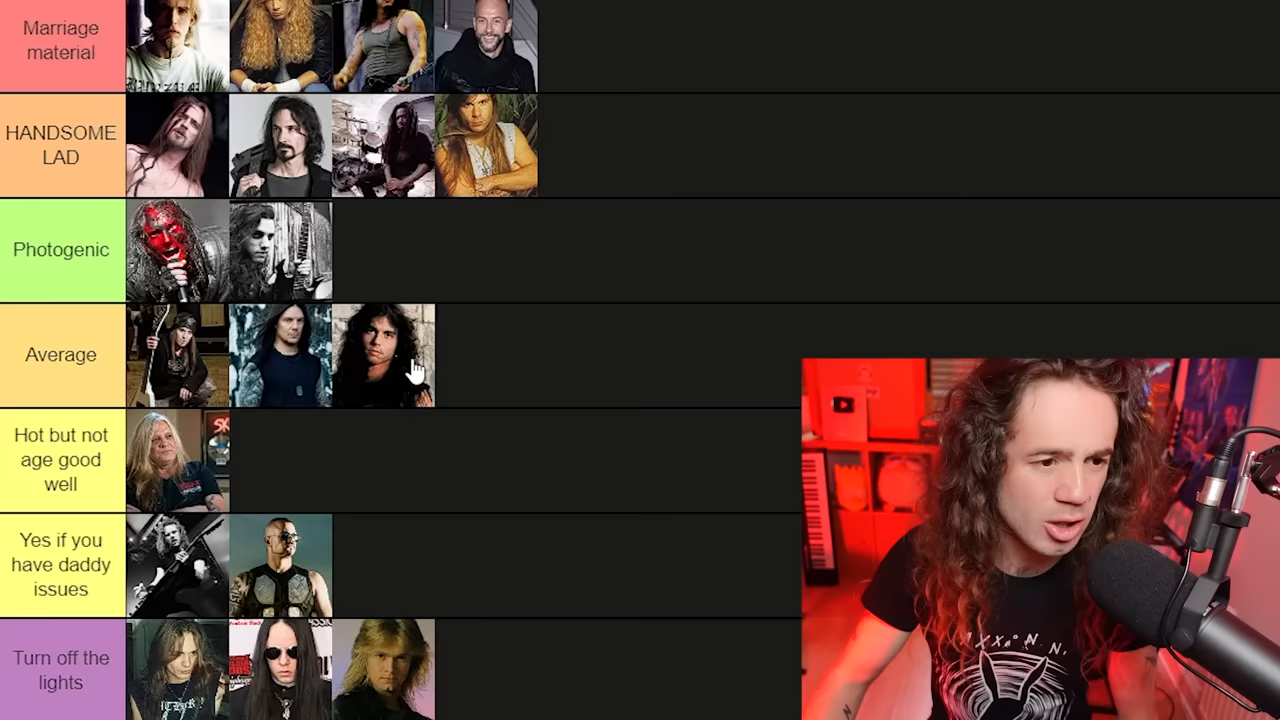 Marriage
material
HANDSOME
LAD
Photogenic
Average
Hot but not
age good
well
Yes if you
have daddy
issues
Turn off the
lights